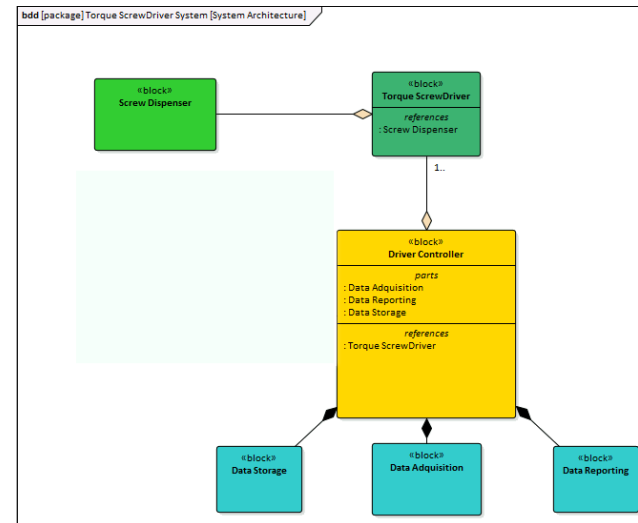 bdd [package] Torque ScrewDriver System [System Architecture]
«block»
Screw Dispenser
«block»
Torque ScrewDriver
references
: Screw Dispenser
1..
«block»
Driver Controller
parts
: Data Adquisition
: Data Reporting
: Data Storage
references
: Torque ScrewDriver
«block»
Data Storage
«block»
Data Adquisition
«block»
Data Reporting